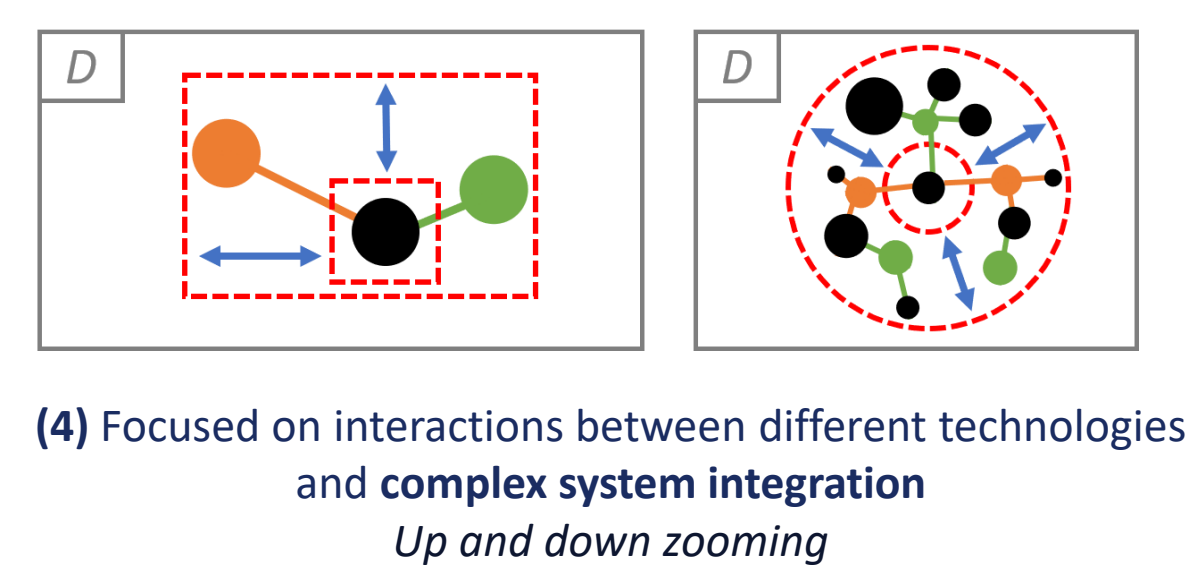 D
D
(4) Focused on interactions between different technologies
and complex system integration
Up and down zooming